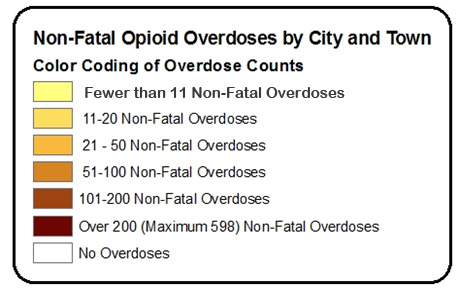 Non-Fatal Opioid Overdoses by City and Town
Color Coding of Overdose Counts
Fewer than 11 Non-Fatal Overdoses
11-20 Non-Fatal Overdoses
21 - 50 Non-Fatal Overdoses
51-100 Non-Fatal Overdoses
101-200 Non-Fatal Overdoses
Over 200 (Maximum 598) Non-Fatal Overdoses
No Overdoses